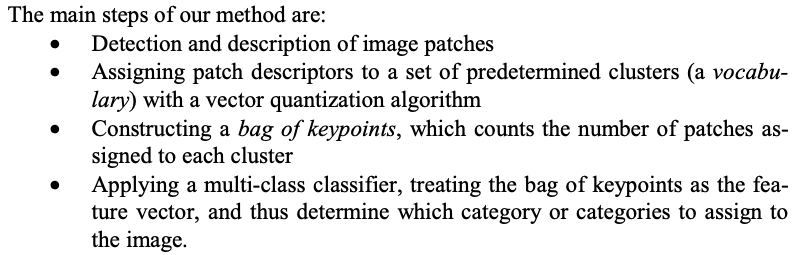 The main steps of our method are:
• Detection and description of image patches
• Assigning patch descriptors to a set of predetermined clusters (a vocabu-
lary) with a vector quantization algorithm
• Constructing a bag of keypoints, which counts the number of patches as-
signed to each cluster
• Applying a multi-class classifier, treating the bag of keypoints as the fea-
ture vector, and thus determine which category or categories to assign to
the image.